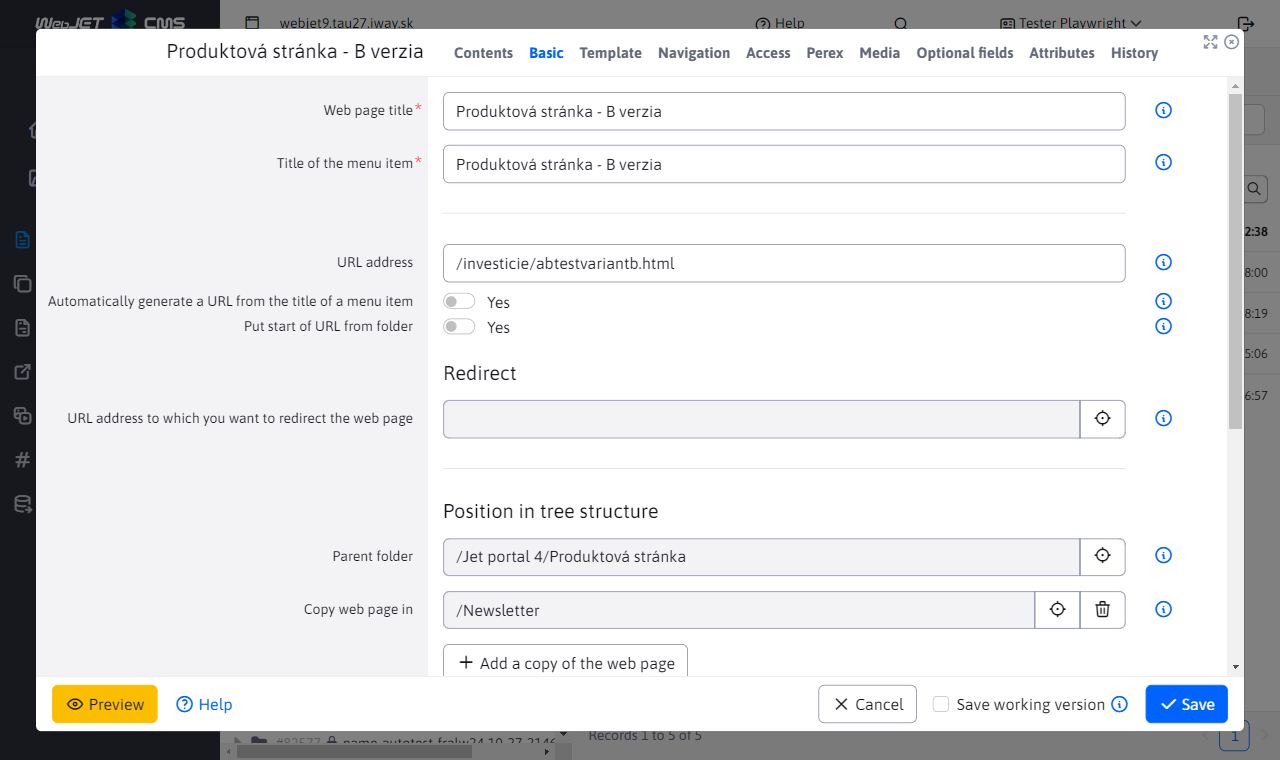 WebJET CMS
webjet9.tau27.iway.sk
Help
Tester Playwright
Produktová stránka - B verzia
Contents Basic Template Navigation Access Perex Media Optional fields Attributes History
Web page title*
Produktová stránka - B verzia
Title of the menu item*
Produktová stránka - B verzia
URL address
/investicie/abtestvariantb.html
Automatically generate a URL from the title of a menu item
Yes
Put start of URL from folder
Yes
Redirect
URL address to which you want to redirect the web page
Position in tree structure
Parent folder
/Jet portal 4/Produktová stránka
Copy web page in
/Newsletter
Add a copy of the web page
2:38
8:00
8:19
5:06
6:57
Preview
Help
Cancel
Save working version
Save
#82577 name-autotest-fralw24.10.27.2146
Records 1 to 5 of 5
1